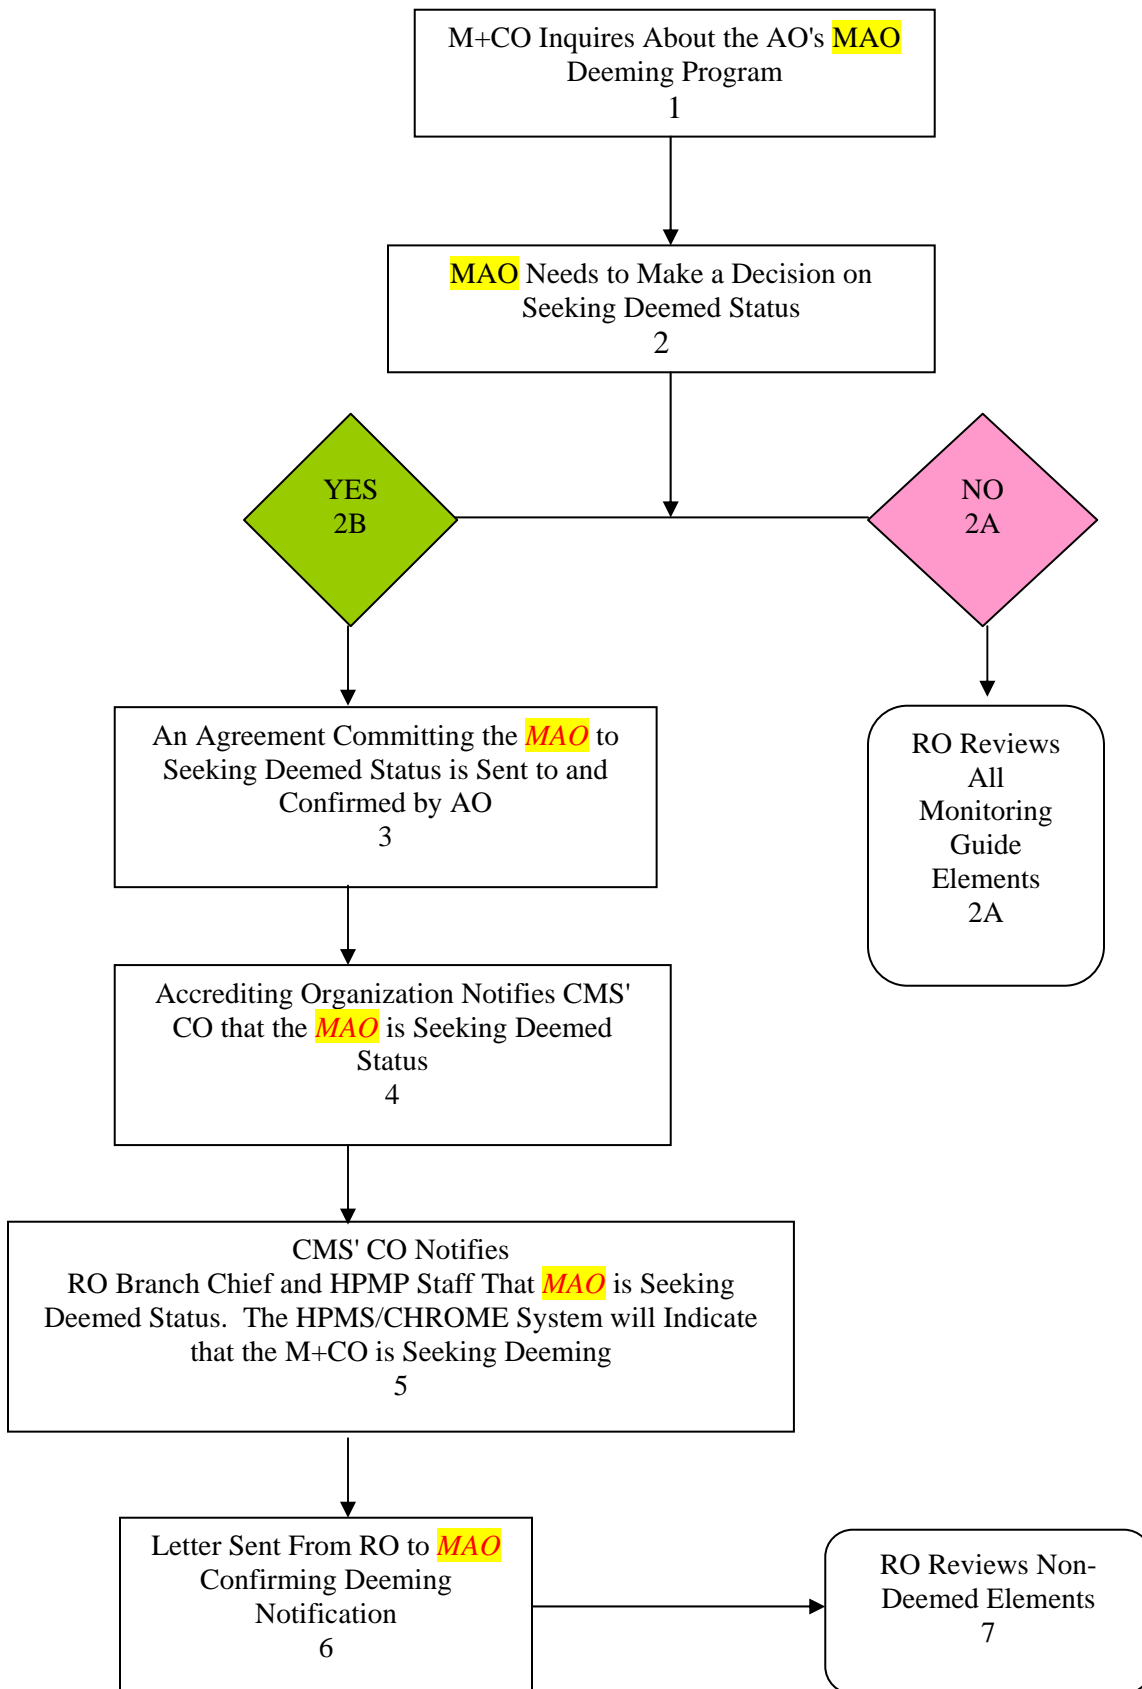 M+CO Inquires About the AO's MAO
Deeming Program
1
MAO Needs to Make a Decision on
Seeking Deemed Status
2
YES
2B
NO
2A
An Agreement Committing the MAO to
Seeking Deemed Status is Sent to and
Confirmed by AO
3
RO Reviews
All
Monitoring
Guide
Elements
2A
Accrediting Organization Notifies CMS'
CO that the MAO is Seeking Deemed
Status
4
CMS' CO Notifies
RO Branch Chief and HPMP Staff That MAO is Seeking
Deemed Status. The HPMS/CHROME System will Indicate
that the M+CO is Seeking Deeming
5
Letter Sent From RO to MAO
Confirming Deeming
Notification
6
RO Reviews Non-
Deemed Elements
7